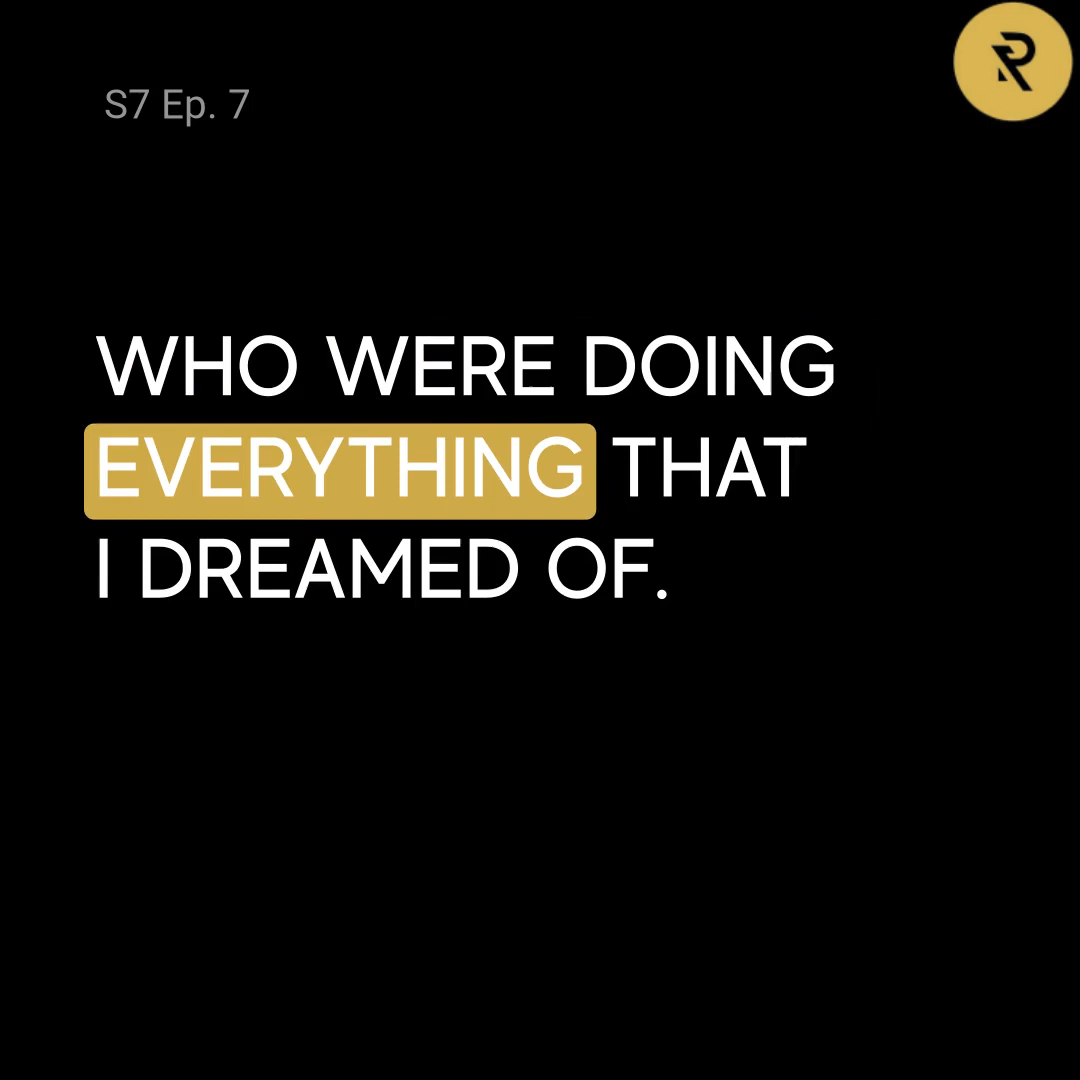 S7 Ep. 7
WHO WERE DOING
EVERYTHING THAT
I DREAMED OF.